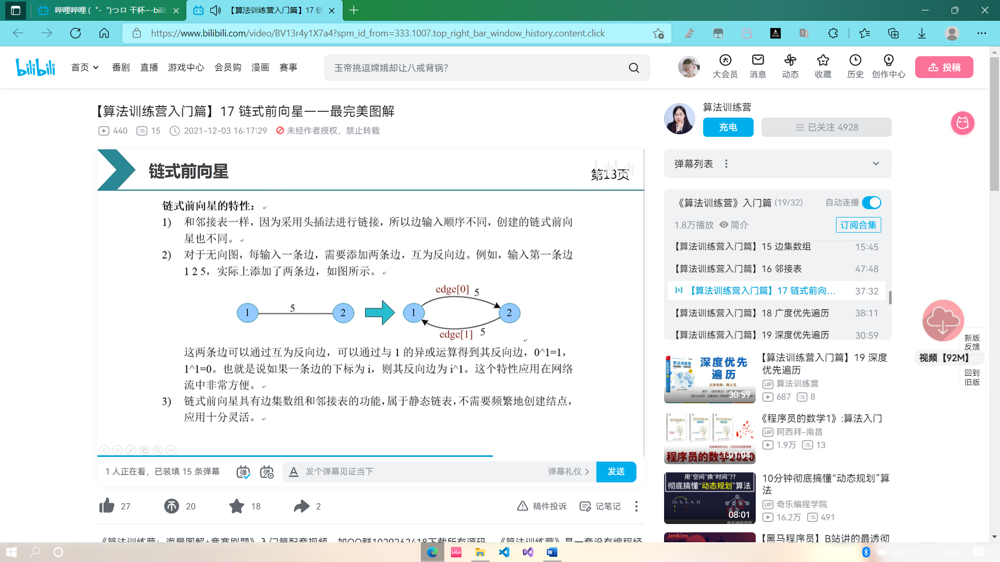 哔哩哔哩 (゜-゜)つロ 干杯~-bilib
【算法训练营入门篇】17 链
https://www.bilibili.com/video/BV13r4y1X7a4?spm_id_from=333.1007.top_right_bar_window_history.content.click
bilibili
首页
番剧
直播
游戏中心
会员购
漫画
赛事
玉帝挑逗嫦娥却让八戒背锅?
大会员
消息
动态
收藏
历史
创作中心
投稿
【算法训练营入门篇】17 链式前向星——最完美图解
440
15
2021-12-03 16:17:29
未经作者授权，禁止转载
算法训练营
充电
已关注 4928
链式前向星
第13页
bilibili
链式前向星的特性：
1) 和邻接表一样，因为采用头插法进行链接，所以边输入顺序不同，创建的链式前向
星也不同。
2) 对于无向图，每输入一条边，需要添加两条边，互为反向边。例如，输入第一条边
1 2 5，实际上添加了两条边，如图所示。
edge[0] 5
1 5 2 1 2
edge[1] 5
这两条边可以通过互为反向边，可以通过与 1 的异或运算得到其反向边，0^1=1，
1^1=0。也就是说如果一条边的下标为 i，则其反向边为 i^1。这个特性应用在网络
流中非常方便。
3) 链式前向星具有边集数组和邻接表的功能，属于静态链表，不需要频繁地创建结点，
应用十分灵活。
1 人正在看，已装填 15 条弹幕
发个弹幕见证当下
弹幕礼仪
发送
27
20
18
2
稿件投诉
记笔记
《算法训练营：海量图解+竞赛刷题》入门篇配套视频，加QQ群1029262418下载所有源码。 《算法训练营》是一套没有编程经
弹幕列表
《算法训练营》入门篇 (19/32)
自动连播
1.8万播放
简介
订阅合集
【算法训练营入门篇】15 边集数组 15:45
【算法训练营入门篇】16 邻接表 47:48
【算法训练营入门篇】17 链式前向... 37:32
【算法训练营入门篇】18 广度优先遍历 38:11
【算法训练营入门篇】19 深度优先遍历 30:59
深度优先
遍历
主讲老师：陈小玉
30:59
【算法训练营入门篇】19 深度
优先遍历
UP 算法训练营
687
8
程序员的数学2020
1:01:04
《程序员的数学1》:算法入门
UP 阿西拜-南昌
1.9万
13
用“空间”换“时间”??
彻底搞懂“动态规划”算法
[1, 5, 2, 4, 3]
08:01
10分钟彻底搞懂“动态规划”算
法
UP 奇乐编程学院
16.2万
491
Jenkins
【黑马程序员】B站讲的最透彻
视频【92M】
新版
反馈
回到
旧版
9:40